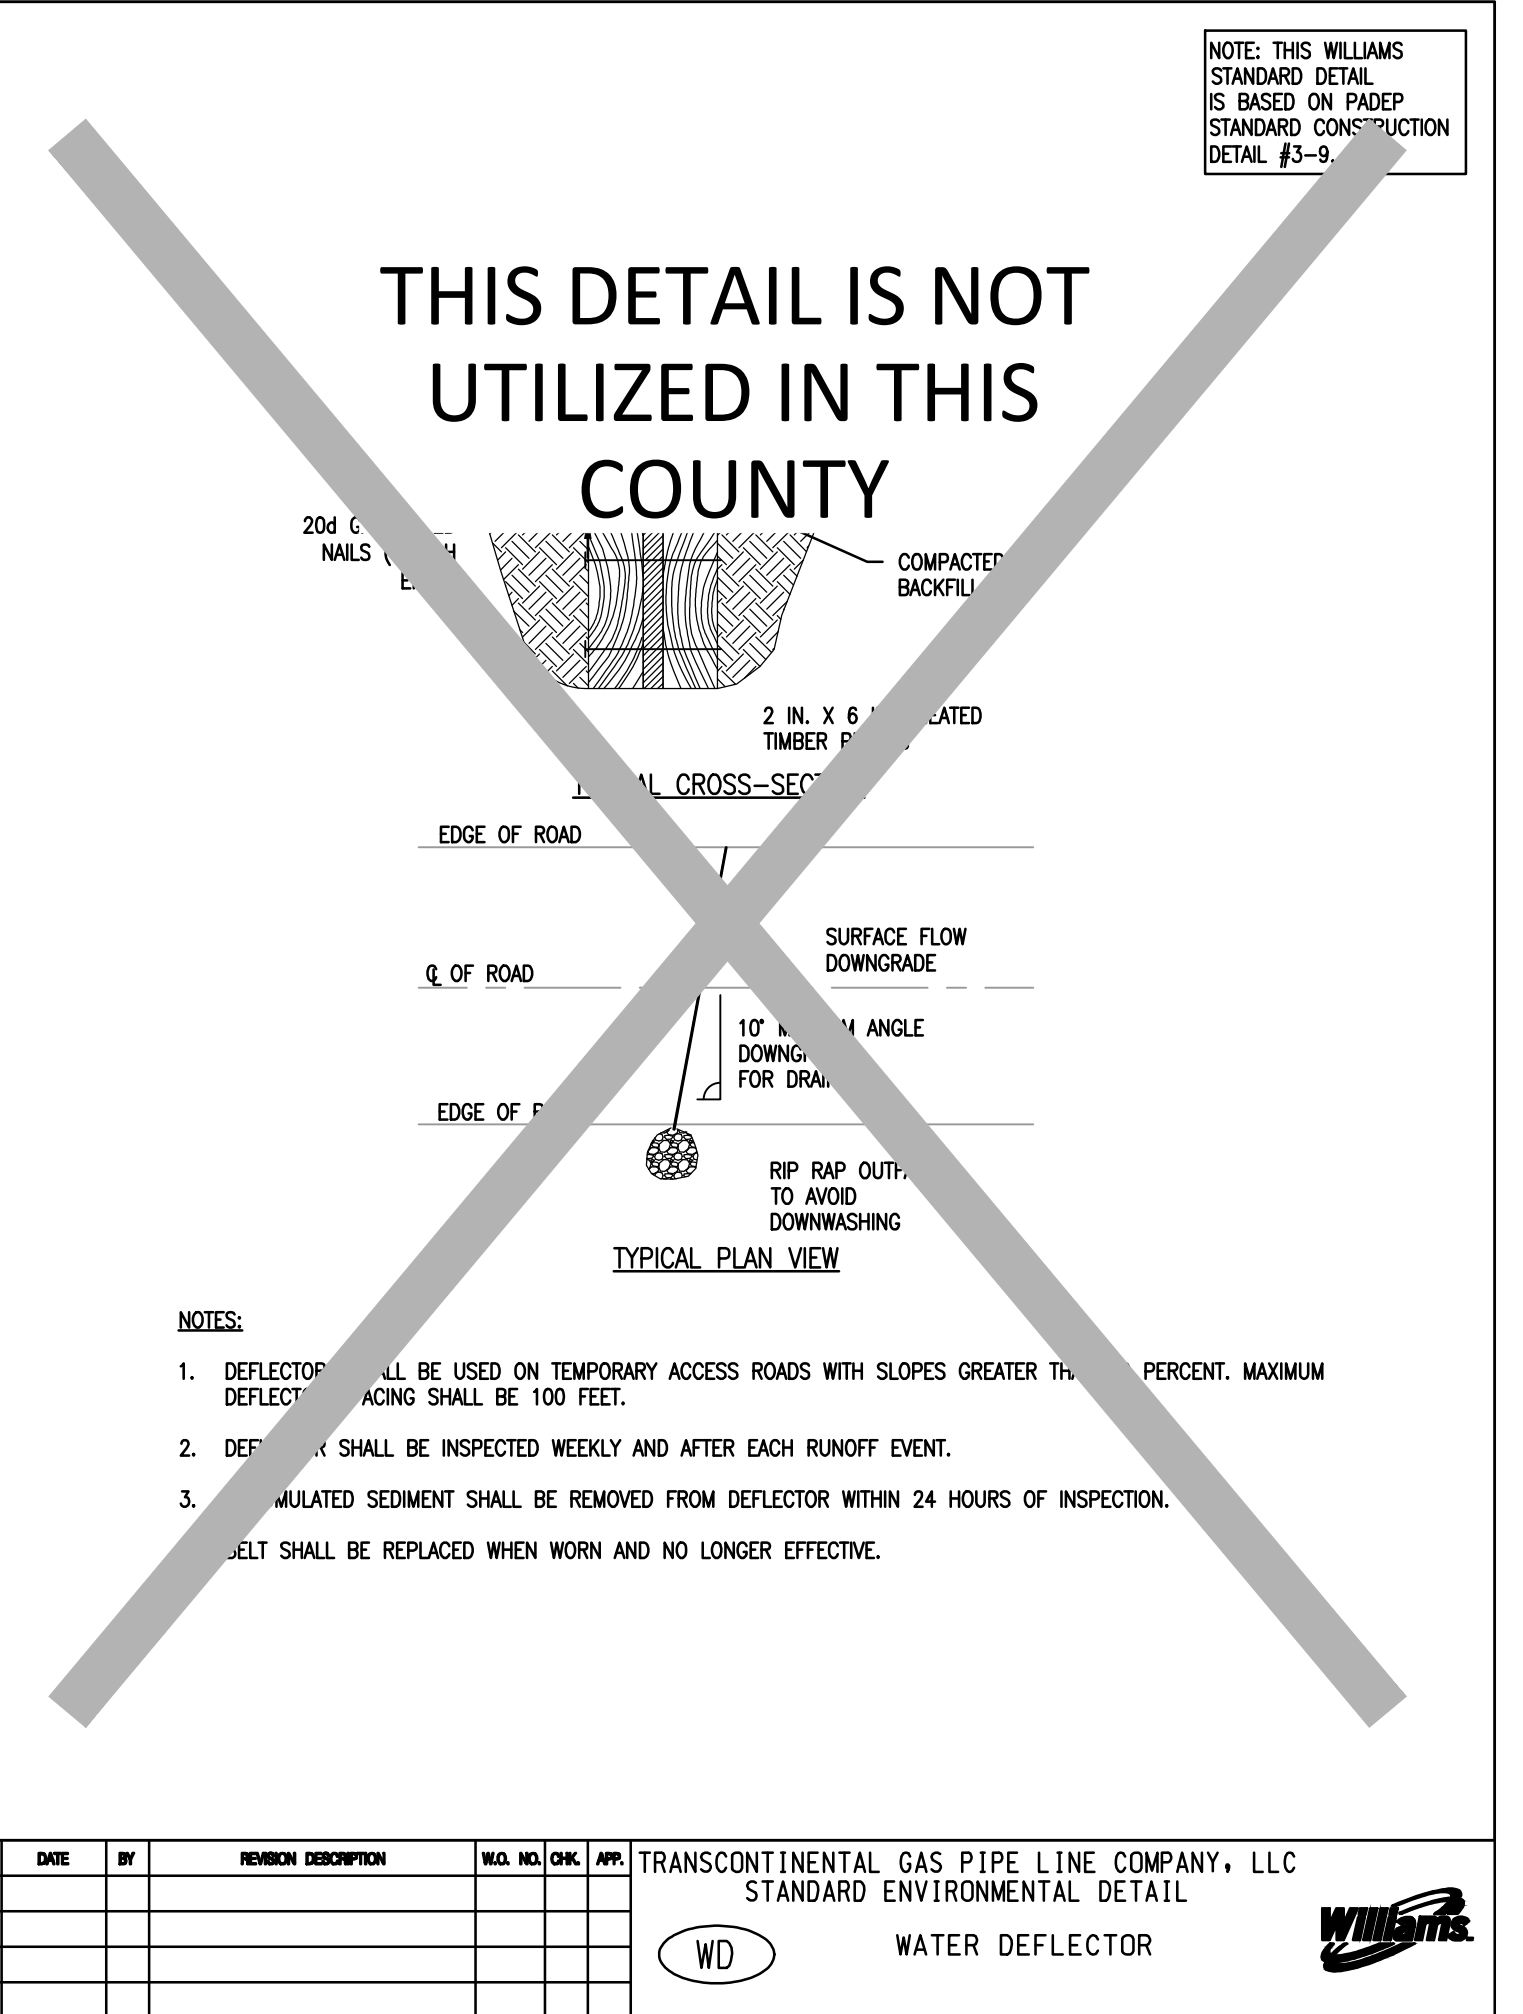 NOTE: THIS WILLIAMS
STANDARD DETAIL
IS BASED ON PADEP
STANDARD CONSTRUCTION
DETAIL #3-9.
THIS DETAIL IS NOT
UTILIZED IN THIS
COUNTY
20d
NAILS
COMPACTED
BACKFILL
2 IN. X 6
TIMBER
CROSS-SECTION
EDGE OF ROAD
SURFACE FLOW
DOWNGRADE
℄ OF ROAD
10° ANGLE
FOR
EDGE OF
RIP RAP
TO AVOID
DOWNWASHING
TYPICAL PLAN VIEW
NOTES:
1. DEFLECTOR SHALL BE USED ON TEMPORARY ACCESS ROADS WITH SLOPES GREATER PERCENT. MAXIMUM
DEFLECTOR SPACING SHALL BE 100 FEET.
2. DEFLECTOR SHALL BE INSPECTED WEEKLY AND AFTER EACH RUNOFF EVENT.
3. ACCUMULATED SEDIMENT SHALL BE REMOVED FROM DEFLECTOR WITHIN 24 HOURS OF INSPECTION.
BELT SHALL BE REPLACED WHEN WORN AND NO LONGER EFFECTIVE.
DATE BY REVISION DESCRIPTION W.O. NO. CHK. APP.
TRANSCONTINENTAL GAS PIPE LINE COMPANY, LLC
STANDARD ENVIRONMENTAL DETAIL
WD WATER DEFLECTOR
Williams